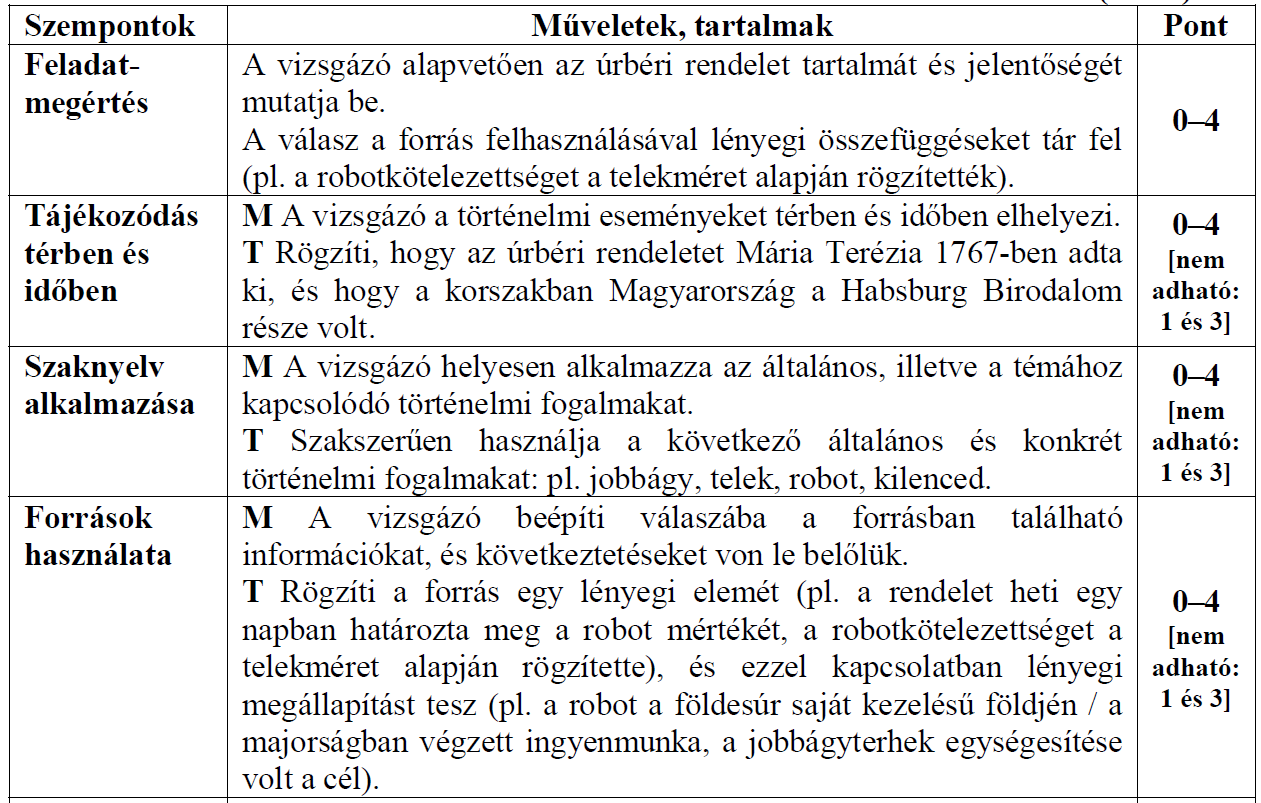 Szempontok Műveletek, tartalmak Pont
Feladat-
megértés
A vizsgázó alapvetően az úrbéri rendelet tartalmát és jelentőségét
mutatja be.
A válasz a forrás felhasználásával lényegi összefüggéseket tár fel
(pl. a robotkötelezettséget a telekméret alapján rögzítették).
0–4
Tájékozódás
térben és
időben
M A vizsgázó a történelmi eseményeket térben és időben elhelyezi.
T Rögzíti, hogy az úrbéri rendeletet Mária Terézia 1767-ben adta
ki, és hogy a korszakban Magyarország a Habsburg Birodalom
része volt.
0–4
[nem
adható:
1 és 3]
Szaknyelv
alkalmazása
M A vizsgázó helyesen alkalmazza az általános, illetve a témához
kapcsolódó történelmi fogalmakat.
T Szakszerűen használja a következő általános és konkrét
történelmi fogalmakat: pl. jobbágy, telek, robot, kilenced.
0–4
[nem
adható:
1 és 3]
Források
használata
M A vizsgázó beépíti válaszába a forrásban található
információkat, és következtetéseket von le belőlük.
T Rögzíti a forrás egy lényegi elemét (pl. a rendelet heti egy
napban határozta meg a robot mértékét, a robotkötelezettséget a
telekméret alapján rögzítette), és ezzel kapcsolatban lényegi
megállapítást tesz (pl. a robot a földesúr saját kezelésű földjén / a
majorságban végzett ingyenmunka, a jobbágyterhek egységesítése
volt a cél).
0–4
[nem
adható:
1 és 3]